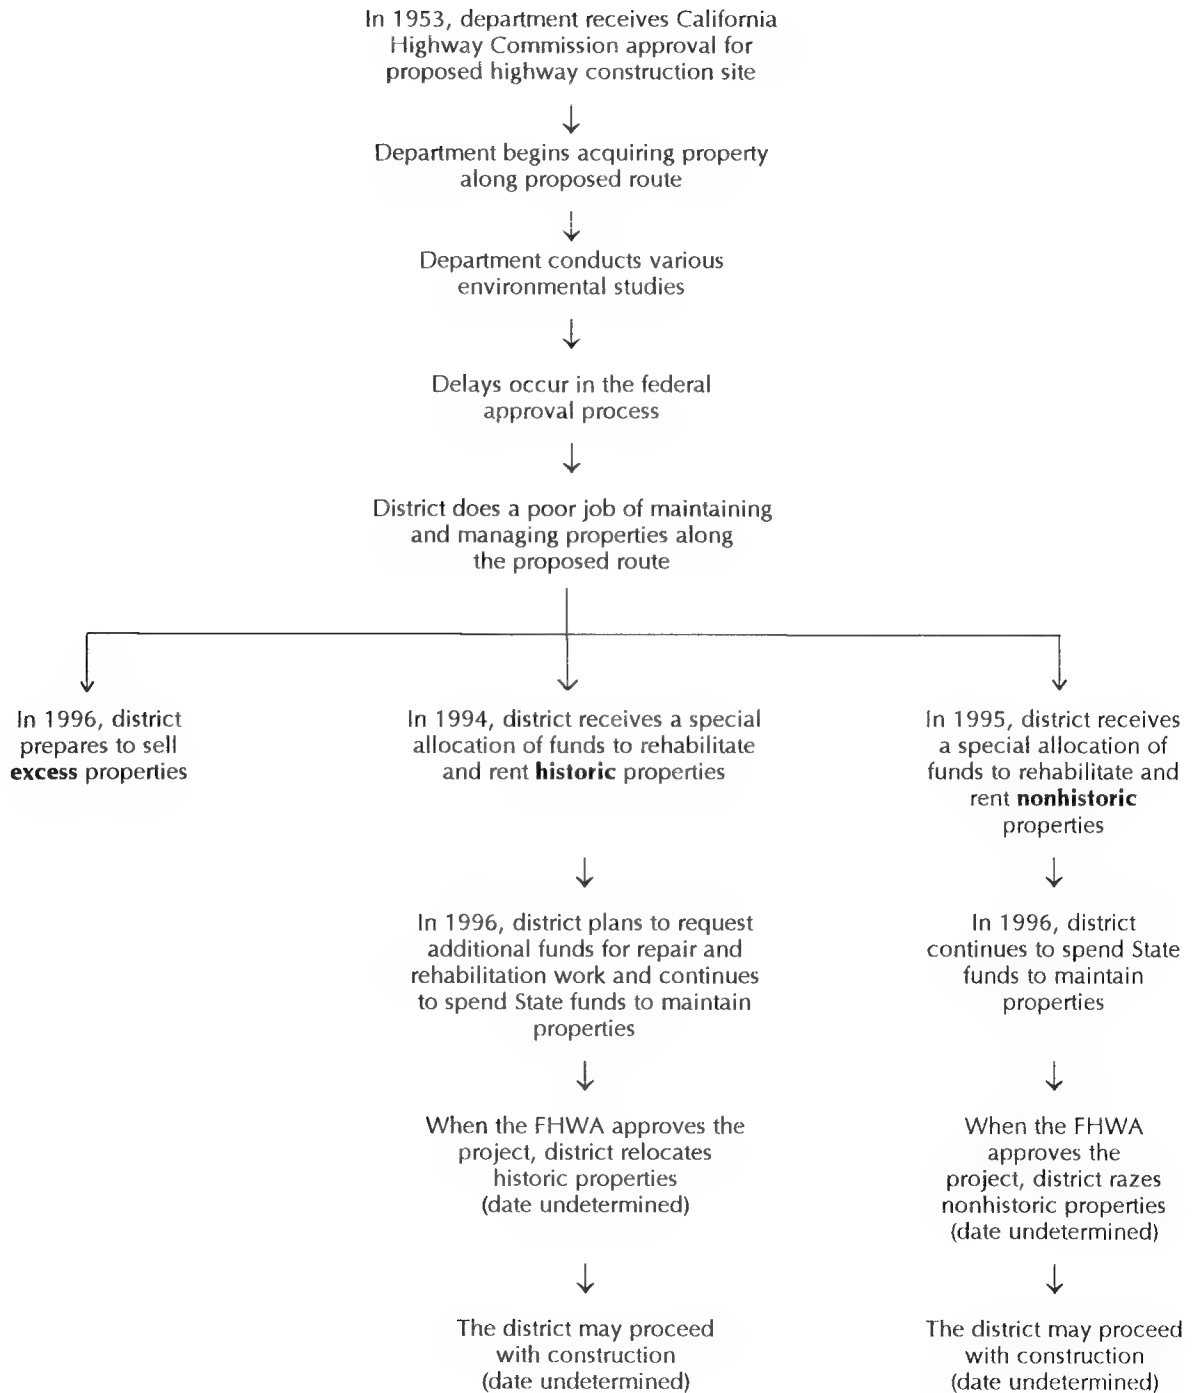 In 1953, department receives California
Highway Commission approval for
proposed highway construction site
Department begins acquiring property
along proposed route
Department conducts various
environmental studies
Delays occur in the federal
approval process
District does a poor job of maintaining
and managing properties along
the proposed route
In 1996, district
prepares to sell
excess properties
In 1994, district receives a special
allocation of funds to rehabilitate
and rent historic properties
In 1996, district plans to request
additional funds for repair and
rehabilitation work and continues
to spend State funds to maintain
properties
When the FHWA approves the
project, district relocates
historic properties
(date undetermined)
The district may proceed
with construction
(date undetermined)
In 1995, district receives
a special allocation of
funds to rehabilitate and
rent nonhistoric
properties
In 1996, district
continues to spend State
funds to maintain
properties
When the FHWA
approves the
project, district razes
nonhistoric properties
(date undetermined)
The district may proceed
with construction
(date undetermined)